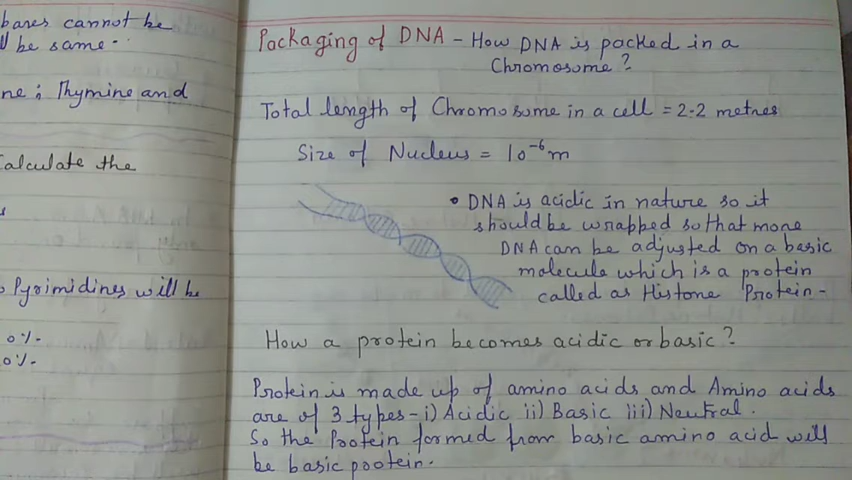 bases cannot be
be same.
ne; Thymine and
Calculate the
Pyrimidines will be
0%.
0%.
Packaging of DNA - How DNA is packed in a
Chromosome?
Total length of Chromosome in a cell = 2.2 metres
Size of Nucleus = 10⁻⁶m
• DNA is acidic in nature so it
should be wrapped so that more
DNA can be adjusted on a basic
molecule which is a protein
called as Histone Protein-
How a protein becomes acidic or basic?
Protein is made up of amino acids and Amino acids
are of 3 types - i) Acidic ii) Basic iii) Neutral.
So the Protein formed from basic amino acid will
be basic protein.